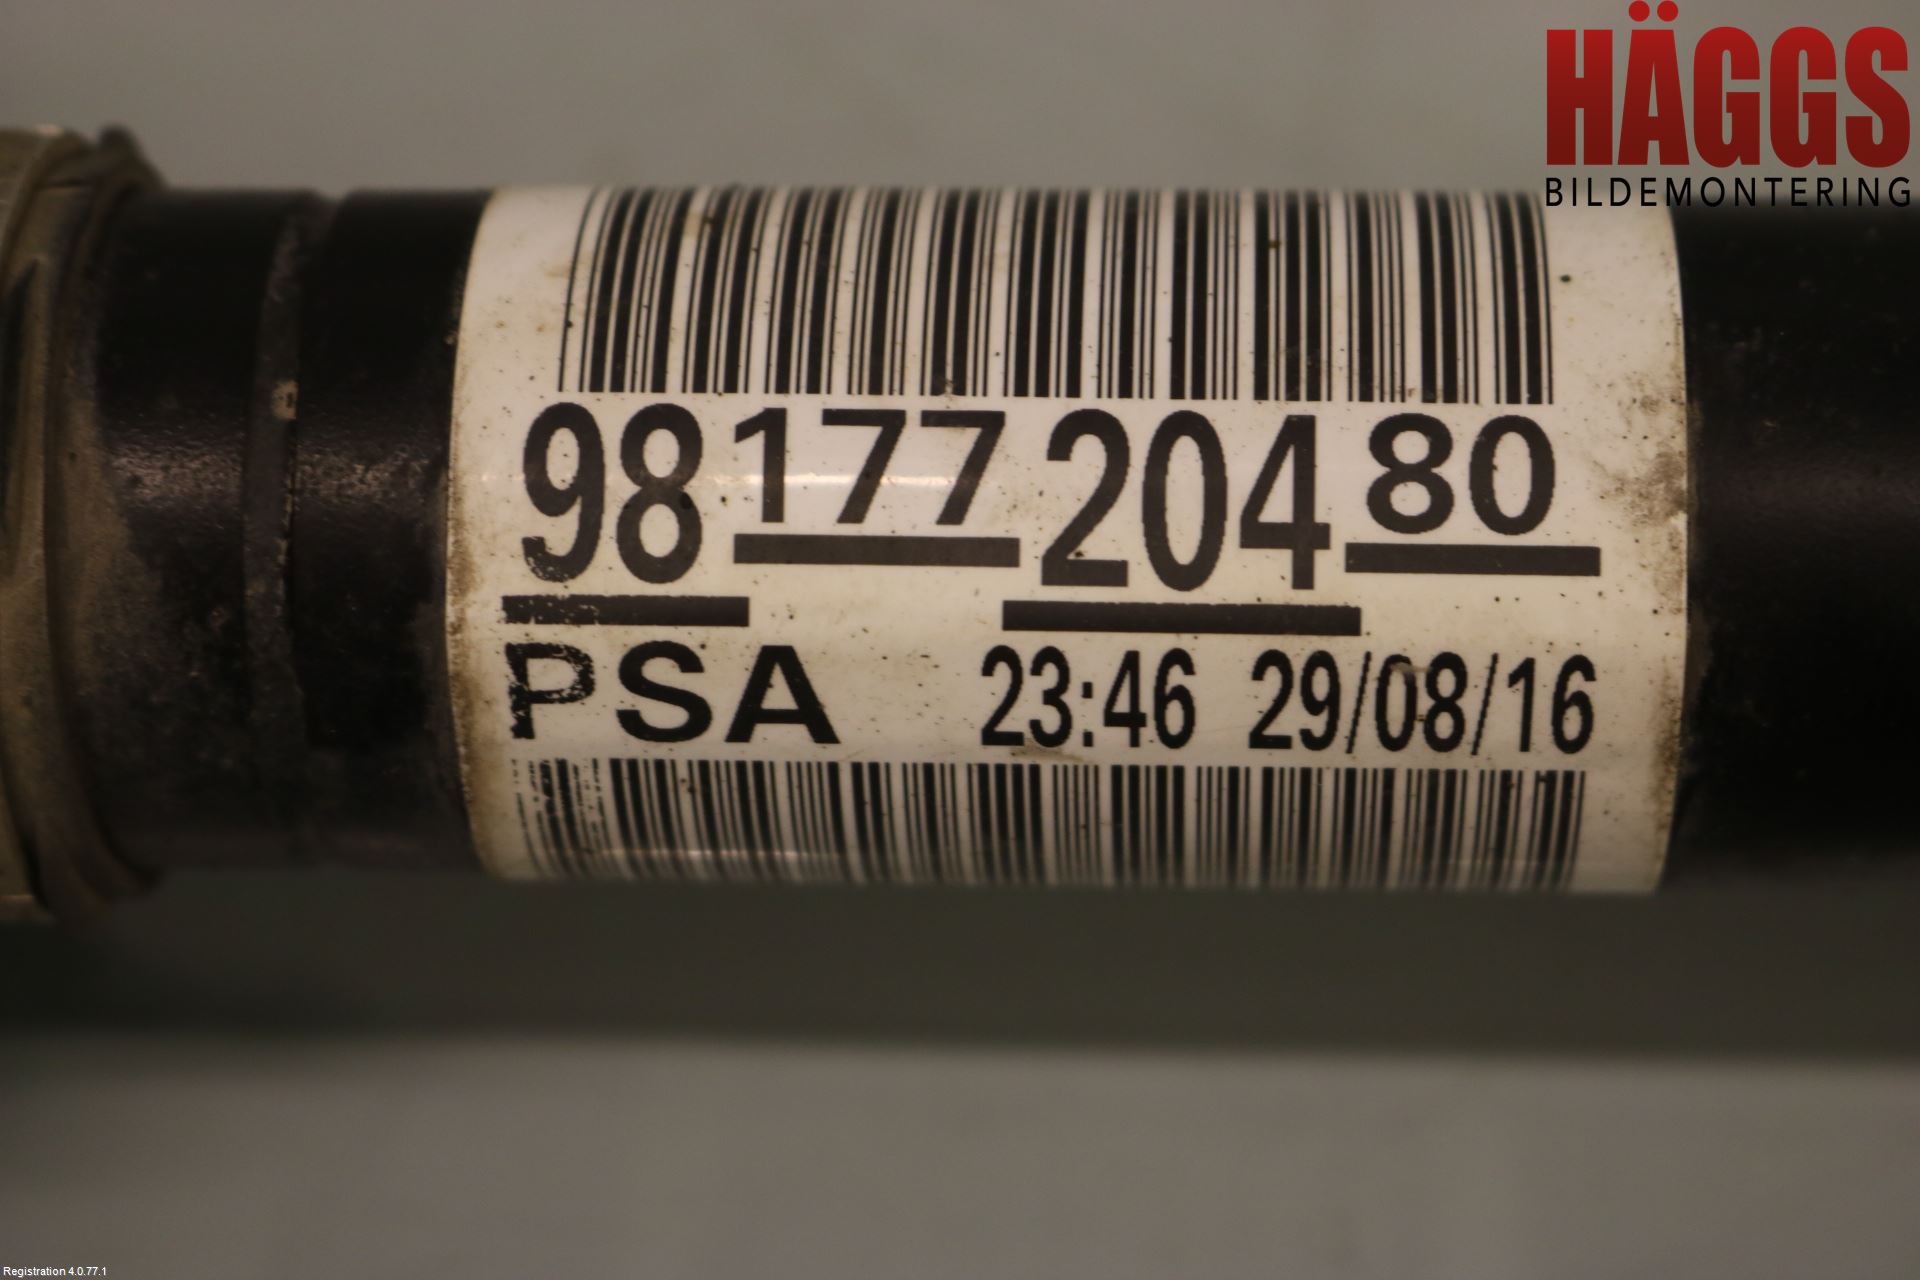 HÄGGS
BILDEMONTERING
98 177 204 80
PSA 23:46 29/08/16
Registration 4.0.77.1